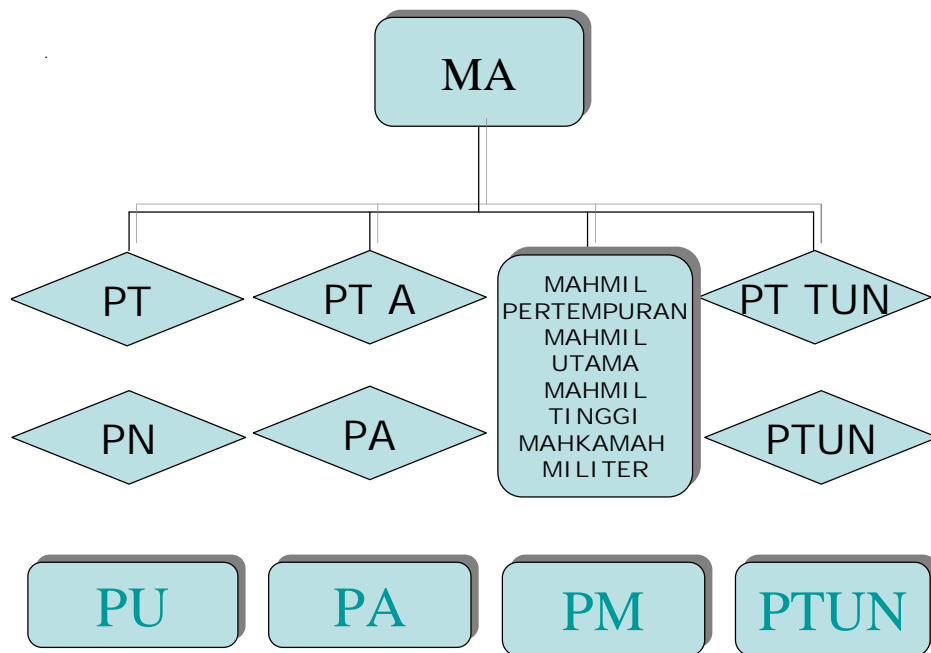 MA
PT
PT A
MAHMIL
PERTEMPURAN
MAHMIL
UTAMA
MAHMIL
TINGGI
MAHKAMAH
MILITER
PT TUN
PN
PA
PTUN
PU
PA
PM
PTUN